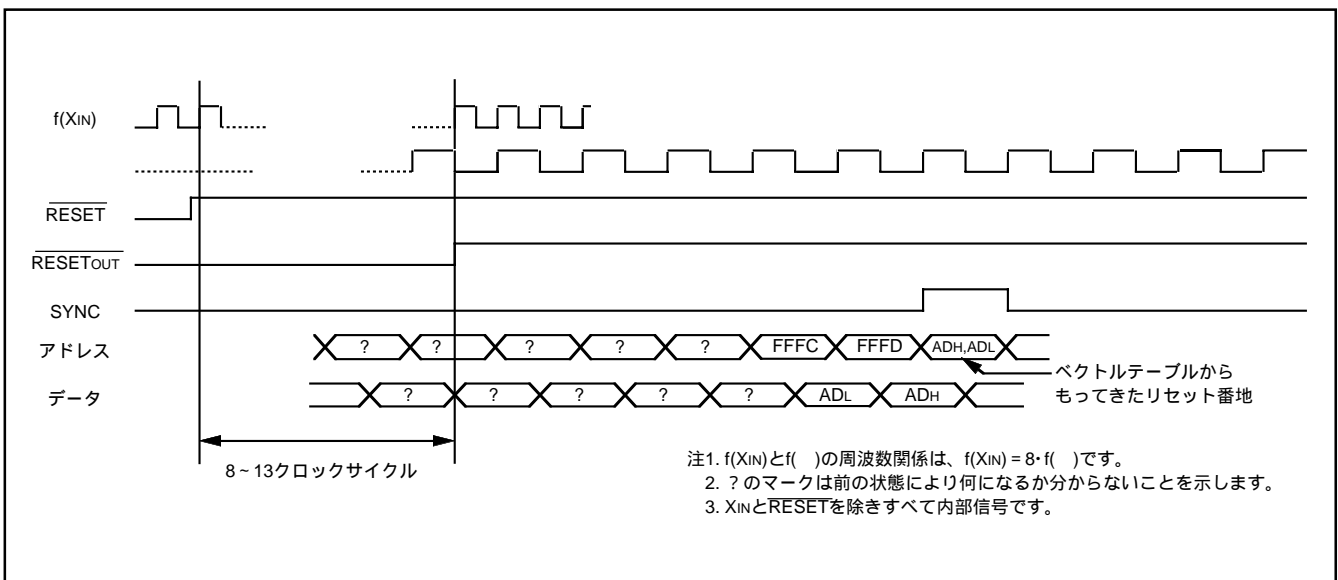 f(XIN)
RESET
RESETOUT
SYNC
アドレス
? ? ? ? ? FFFC FFFD ADH,ADL
データ
? ? ? ? ? ADL ADH
ベクトルテーブルから
もってきたリセット番地
8~13クロックサイクル
注1. f(XIN)とf( )の周波数関係は、f(XIN) = 8・f( )です。
2. ? のマークは前の状態により何になるか分からないことを示します。
3. XINとRESETを除きすべて内部信号です。